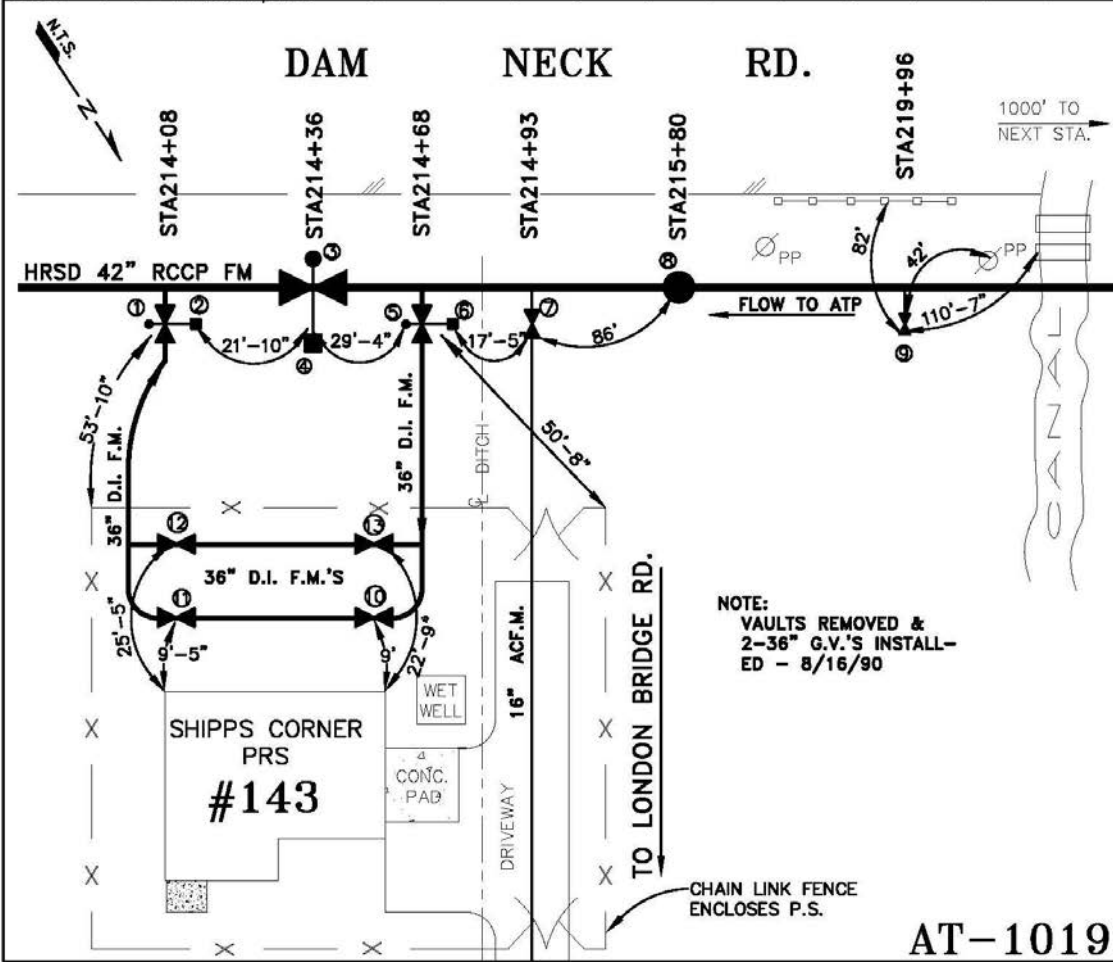 N.T.S.
N
DAM NECK RD.
1000' TO
NEXT STA.
STA214+08
STA214+36
STA214+68
STA214+93
STA215+80
STA219+96
HRSD 42" RCCP FM
③
⑧
PP
PP
82'
42'
110'-7"
FLOW TO ATP
①
②
⑤
⑥
⑦
④
⑨
21'-10"
29'-4"
17'-5"
86'
53'-10"
50'-8"
36" D.I. F.M.
36" D.I. F.M.
℄ DITCH
CANAL
⑫
⑬
36" D.I. F.M.'S
⑪
⑩
25'-5"
9'-5"
9'
22'-9"
16" ACF.M.
WET
WELL
SHIPPS CORNER
PRS
#143
CONC.
PAD
DRIVEWAY
TO LONDON BRIDGE RD.
NOTE:
VAULTS REMOVED &
2-36" G.V.'S INSTALL-
ED - 8/16/90
CHAIN LINK FENCE
ENCLOSES P.S.
AT-1019